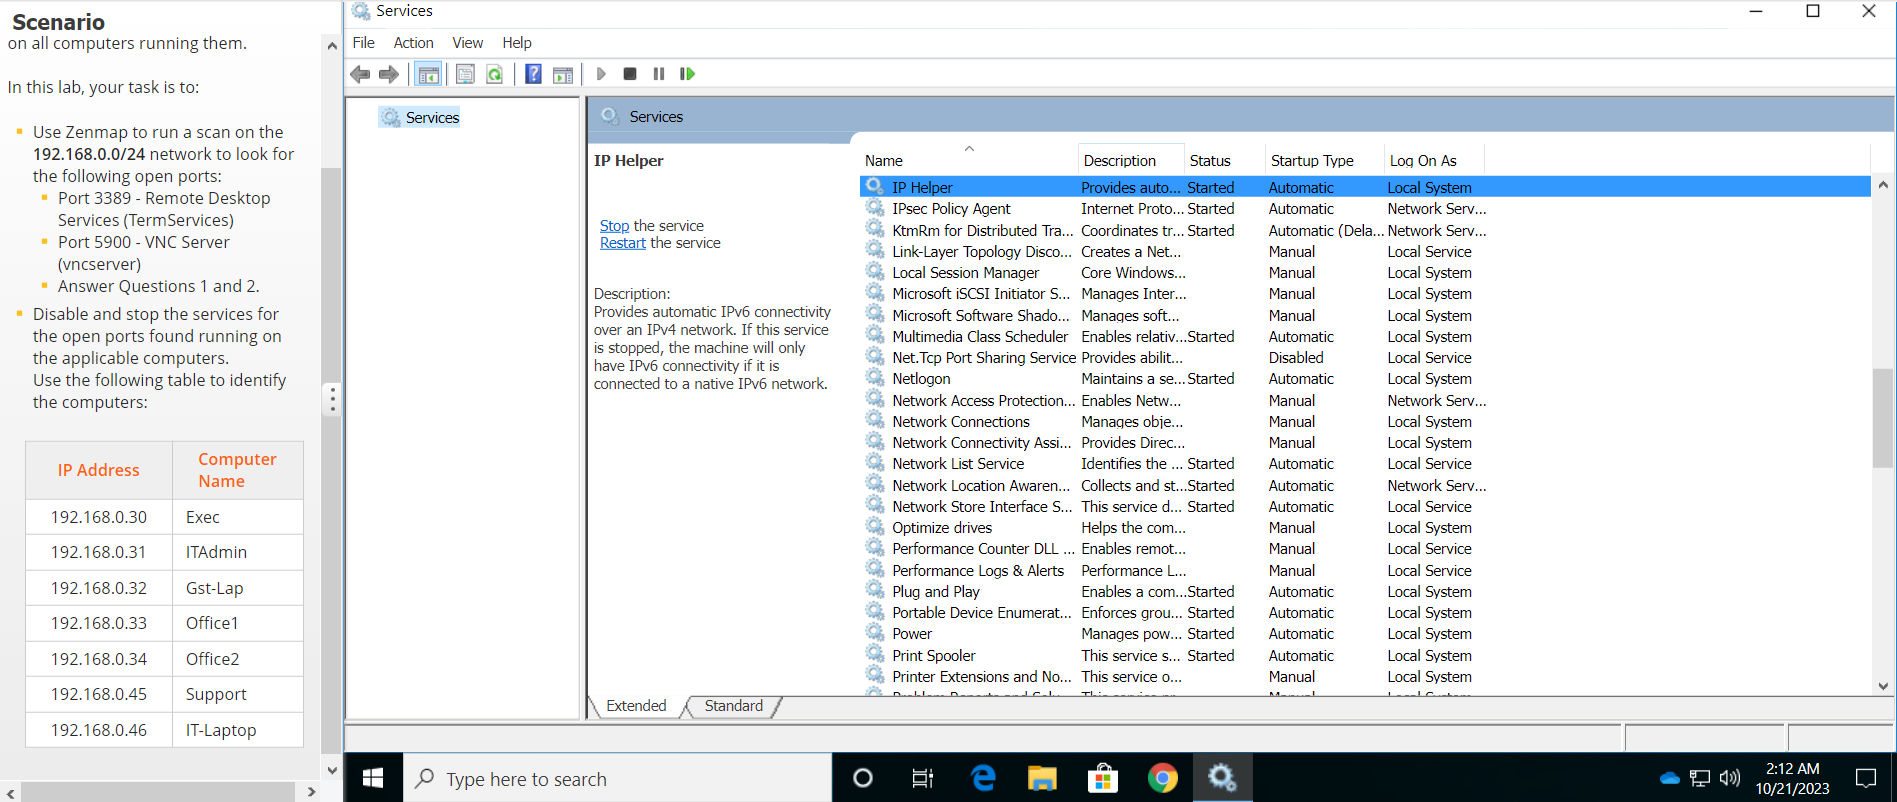 Scenario
on all computers running them.
In this lab, your task is to:
Use Zenmap to run a scan on the
192.168.0.0/24 network to look for
the following open ports:
Port 3389 - Remote Desktop
Services (TermServices)
Port 5900 - VNC Server
(vncserver)
Answer Questions 1 and 2.
Disable and stop the services for
the open ports found running on
the applicable computers.
Use the following table to identify
the computers:
IP Address Computer Name
192.168.0.30 Exec
192.168.0.31 ITAdmin
192.168.0.32 Gst-Lap
192.168.0.33 Office1
192.168.0.34 Office2
192.168.0.45 Support
192.168.0.46 IT-Laptop
Services
File Action View Help
Services
Services
IP Helper
Stop the service
Restart the service
Description:
Provides automatic IPv6 connectivity
over an IPv4 network. If this service
is stopped, the machine will only
have IPv6 connectivity if it is
connected to a native IPv6 network.
Name Description Status Startup Type Log On As
IP Helper Provides auto... Started Automatic Local System
IPsec Policy Agent Internet Proto... Started Automatic Network Serv...
KtmRm for Distributed Tra... Coordinates tr... Started Automatic (Dela... Network Serv...
Link-Layer Topology Disco... Creates a Net... Manual Local Service
Local Session Manager Core Windows... Manual Local System
Microsoft iSCSI Initiator S... Manages Inter... Manual Local System
Microsoft Software Shado... Manages soft... Manual Local System
Multimedia Class Scheduler Enables relativ... Started Automatic Local System
Net.Tcp Port Sharing Service Provides abilit... Disabled Local Service
Netlogon Maintains a se... Started Automatic Local System
Network Access Protection... Enables Netw... Manual Network Serv...
Network Connections Manages obje... Manual Local System
Network Connectivity Assi... Provides Direc... Manual Local System
Network List Service Identifies the ... Started Automatic Local Service
Network Location Awaren... Collects and st... Started Automatic Network Serv...
Network Store Interface S... This service d... Started Automatic Local Service
Optimize drives Helps the com... Manual Local System
Performance Counter DLL ... Enables remot... Manual Local Service
Performance Logs & Alerts Performance L... Manual Local Service
Plug and Play Enables a com... Started Automatic Local System
Portable Device Enumerat... Enforces grou... Started Automatic Local System
Power Manages pow... Started Automatic Local System
Print Spooler This service s... Started Automatic Local System
Printer Extensions and No... This service o... Manual Local System
Extended Standard
Type here to search
2:12 AM
10/21/2023